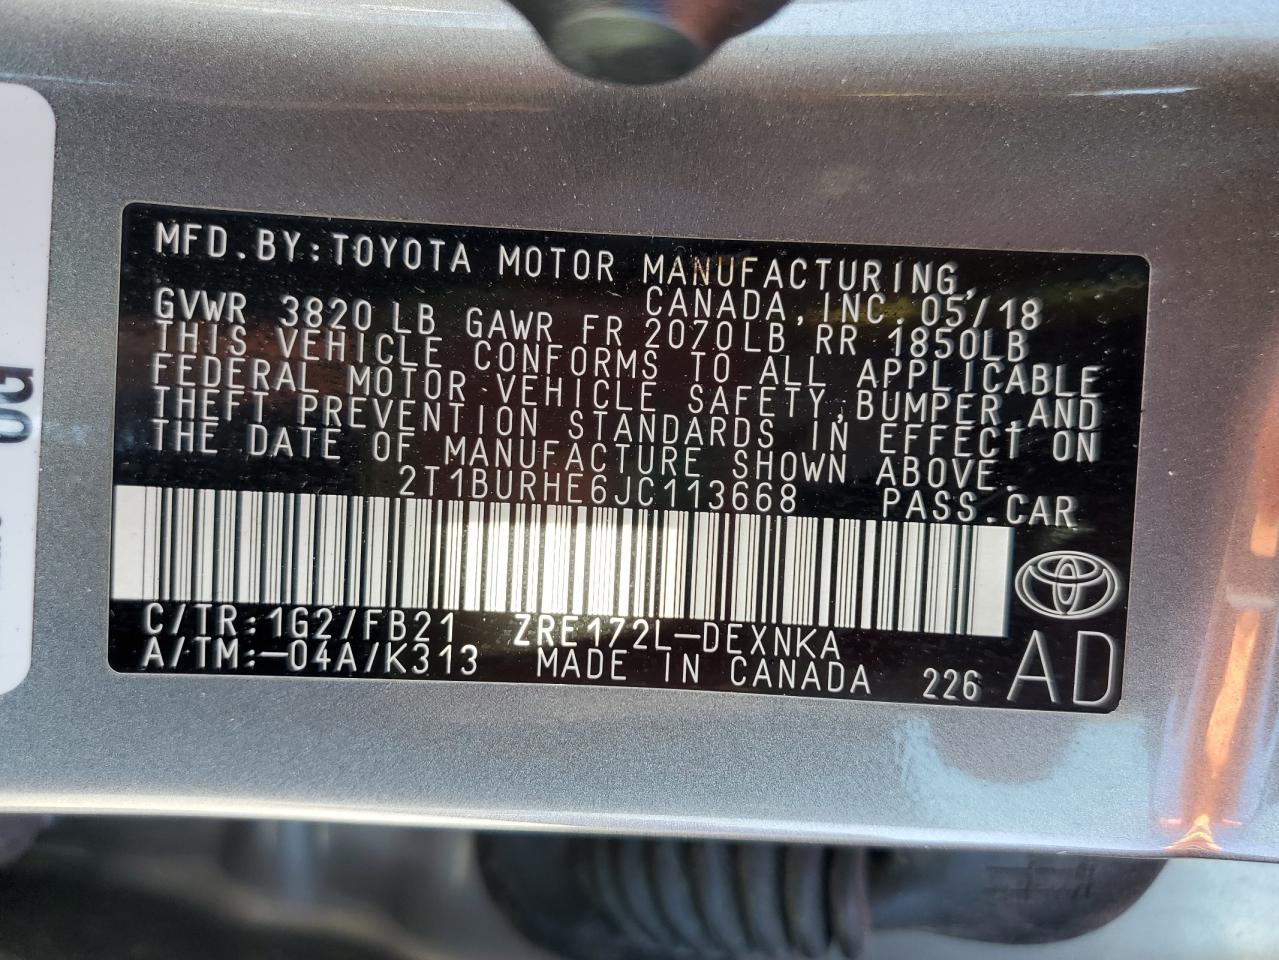 MFD.BY:TOYOTA MOTOR MANUFACTURING,
CANADA,INC.05/18
GVWR 3820 LB GAWR FR 2070LB RR 1850LB
THIS VEHICLE CONFORMS TO ALL APPLICABLE
FEDERAL MOTOR VEHICLE SAFETY,BUMPER,AND
THEFT PREVENTION STANDARDS IN EFFECT ON
THE DATE OF MANUFACTURE SHOWN ABOVE.
2T1BURHE6JC113668 PASS.CAR
C/TR:1G2/FB21 ZRE172L-DEXNKA
A/TM:-04A/K313 MADE IN CANADA 226 AD